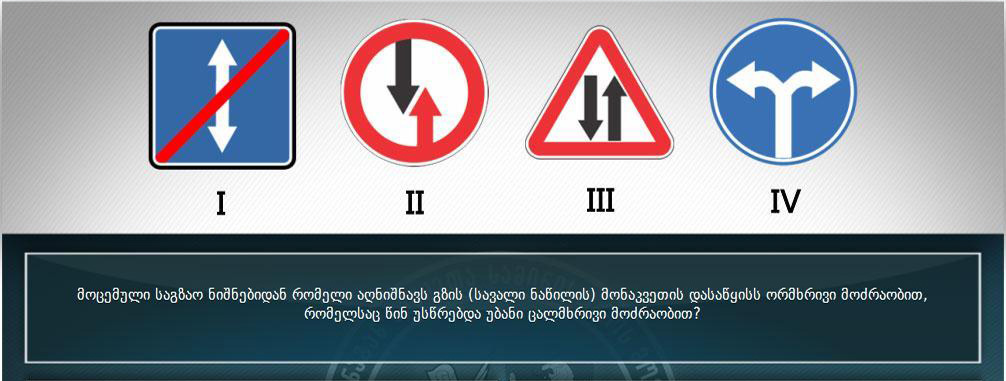 I II III IV
მოცემული საგზაო ნიშნებიდან რომელი აღნიშნავს გზის (სავალი ნაწილის) მონაკვეთის დასაწყისს ორმხრივი მოძრაობით,
რომელსაც წინ უსწრებდა უბანი ცალმხრივი მოძრაობით?